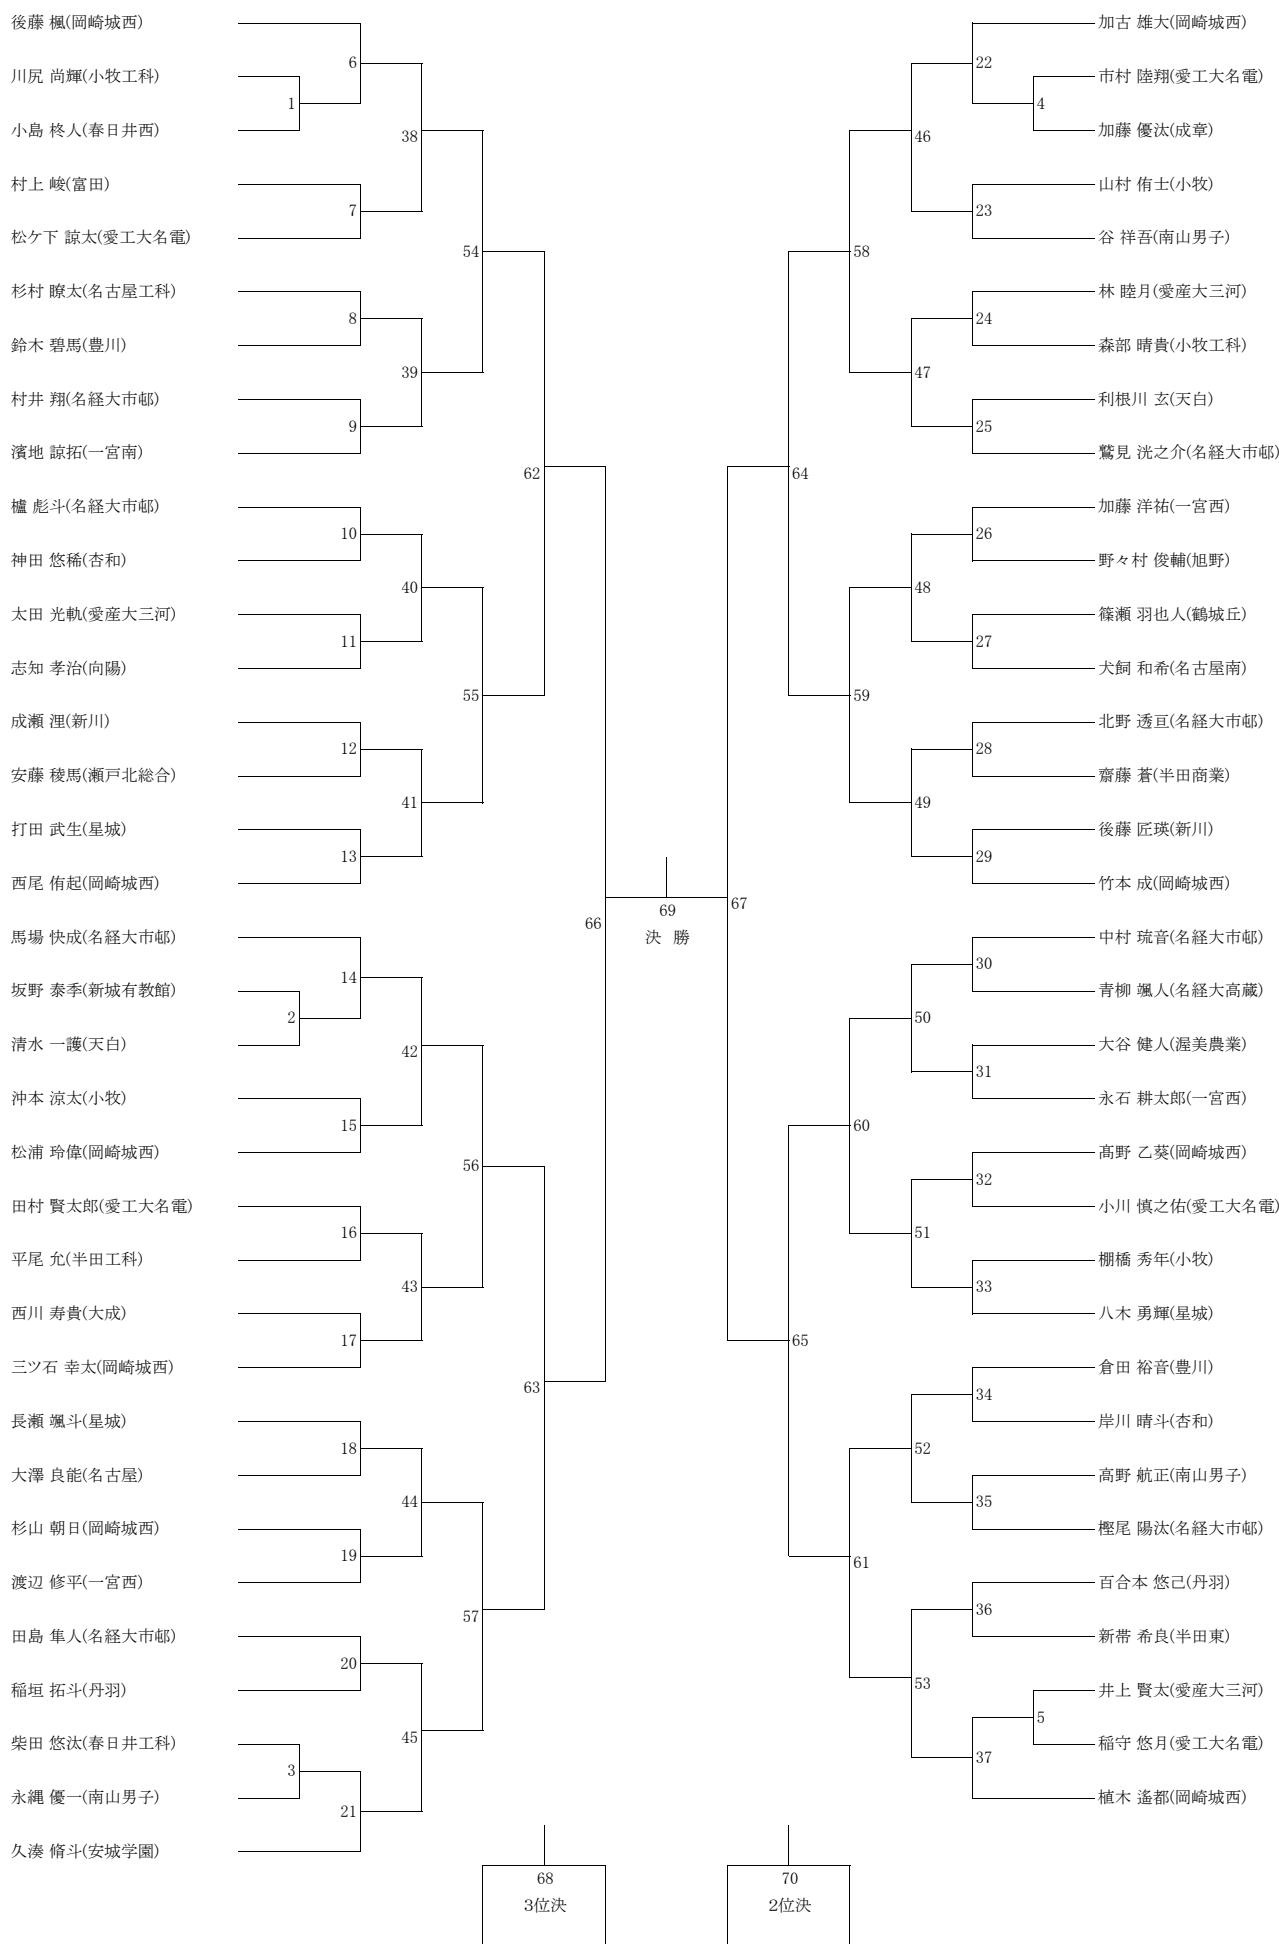 後藤 楓(岡崎城西)
川尻 尚輝(小牧工科)
小島 柊人(春日井西)
村上 峻(富田)
松ケ下 諒太(愛工大名電)
杉村 瞭太(名古屋工科)
鈴木 碧馬(豊川)
村井 翔(名経大市邨)
濱地 諒拓(一宮南)
櫨 彪斗(名経大市邨)
神田 悠稀(杏和)
太田 光軌(愛産大三河)
志知 孝治(向陽)
成瀬 浬(新川)
安藤 稜馬(瀬戸北総合)
打田 武生(星城)
西尾 侑起(岡崎城西)
馬場 快成(名経大市邨)
坂野 泰季(新城有教館)
清水 一護(天白)
沖本 涼太(小牧)
松浦 玲偉(岡崎城西)
田村 賢太郎(愛工大名電)
平尾 允(半田工科)
西川 寿貴(大成)
三ツ石 幸太(岡崎城西)
長瀬 颯斗(星城)
大澤 良能(名古屋)
杉山 朝日(岡崎城西)
渡辺 修平(一宮西)
田島 隼人(名経大市邨)
稲垣 拓斗(丹羽)
柴田 悠汰(春日井工科)
永縄 優一(南山男子)
久湊 脩斗(安城学園)
1
2
3
6
7
8
9
10
11
12
13
14
15
16
17
18
19
20
21
38
39
40
41
42
43
44
45
54
55
56
57
62
63
66
69
決 勝
67
64
65
58
59
60
61
46
47
48
49
50
51
52
53
22
23
24
25
26
27
28
29
30
31
32
33
34
35
36
37
4
5
加古 雄大(岡崎城西)
市村 陸翔(愛工大名電)
加藤 優汰(成章)
山村 侑士(小牧)
谷 祥吾(南山男子)
林 睦月(愛産大三河)
森部 晴貴(小牧工科)
利根川 玄(天白)
鷲見 洸之介(名経大市邨)
加藤 洋祐(一宮西)
野々村 俊輔(旭野)
篠瀬 羽也人(鶴城丘)
犬飼 和希(名古屋南)
北野 透亘(名経大市邨)
齋藤 蒼(半田商業)
後藤 匠瑛(新川)
竹本 成(岡崎城西)
中村 琉音(名経大市邨)
青柳 颯人(名経大高蔵)
大谷 健人(渥美農業)
永石 耕太郎(一宮西)
髙野 乙葵(岡崎城西)
小川 慎之佑(愛工大名電)
棚橋 秀年(小牧)
八木 勇輝(星城)
倉田 裕音(豊川)
岸川 晴斗(杏和)
高野 航正(南山男子)
樫尾 陽汰(名経大市邨)
百合本 悠己(丹羽)
新帯 希良(半田東)
井上 賢太(愛産大三河)
稲守 悠月(愛工大名電)
植木 遙都(岡崎城西)
68
3位決
70
2位決